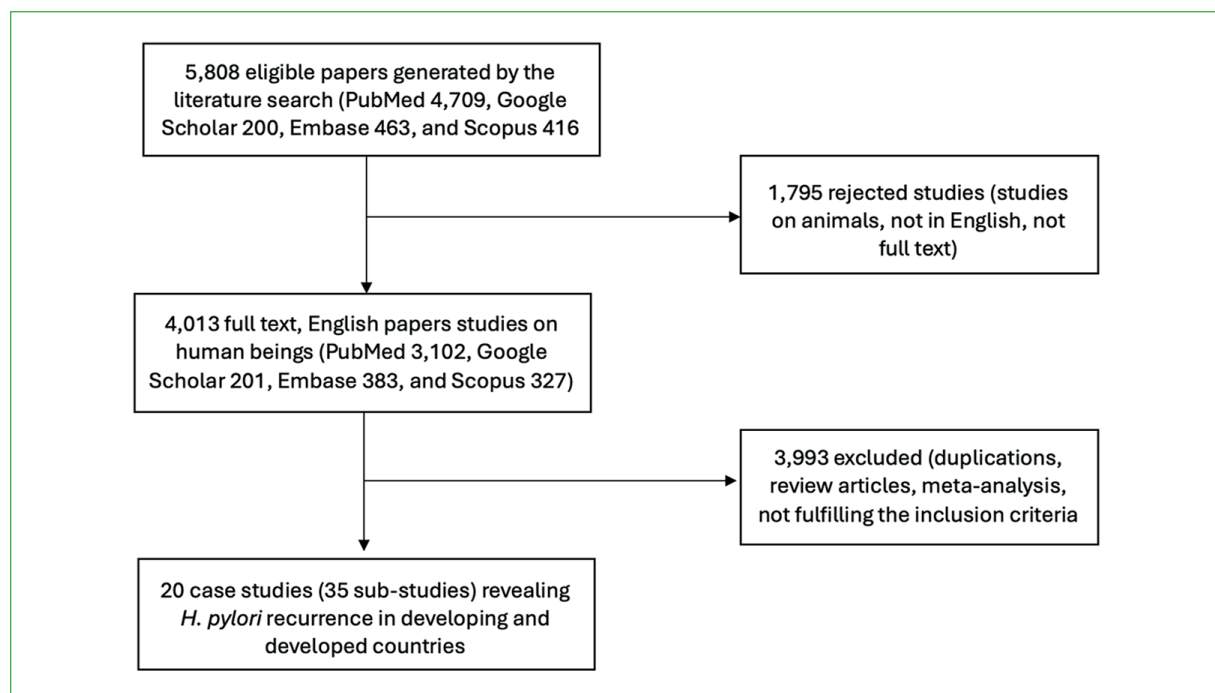 5,808 eligible papers generated by the
literature search (PubMed 4,709, Google
Scholar 200, Embase 463, and Scopus 416
1,795 rejected studies (studies
on animals, not in English, not
full text)
4,013 full text, English papers studies on
human beings (PubMed 3,102, Google
Scholar 201, Embase 383, and Scopus 327)
3,993 excluded (duplications,
review articles, meta-analysis,
not fulfilling the inclusion criteria
20 case studies (35 sub-studies) revealing
H. pylori recurrence in developing and
developed countries